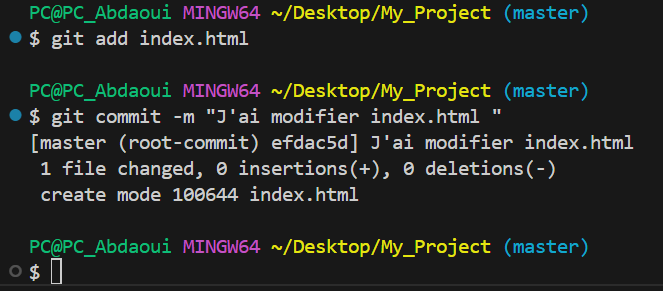 PC@PC_Abdaoui MINGW64 ~/Desktop/My_Project (master)
$ git add index.html
PC@PC_Abdaoui MINGW64 ~/Desktop/My_Project (master)
$ git commit -m "J'ai modifier index.html "
[master (root-commit) efdac5d] J'ai modifier index.html
1 file changed, 0 insertions(+), 0 deletions(-)
create mode 100644 index.html
PC@PC_Abdaoui MINGW64 ~/Desktop/My_Project (master)
$